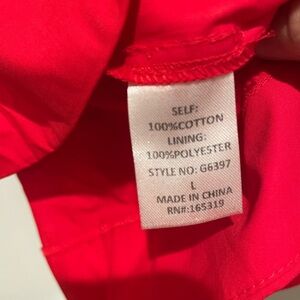 SELF:
100%COTTON
LINING:
100%POLYESTER
STYLE NO: G6397
L
MADE IN CHINA
RN#:165319